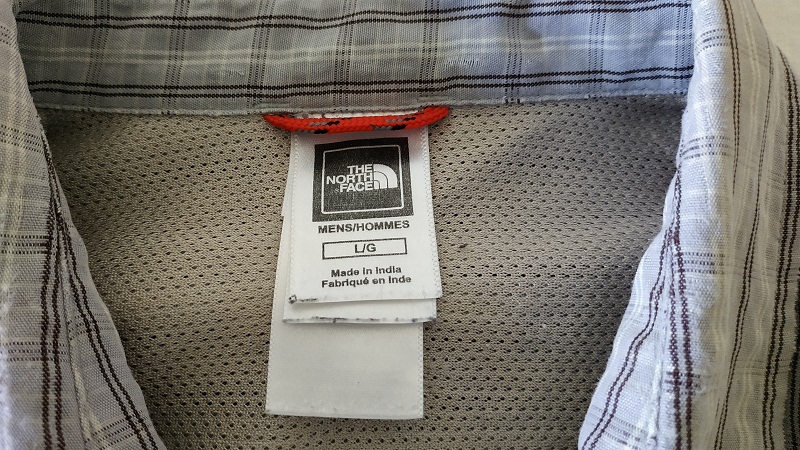 THE
NORTH
FACE
MENS/HOMMES
L/G
Made in India
Fabriqué en Inde